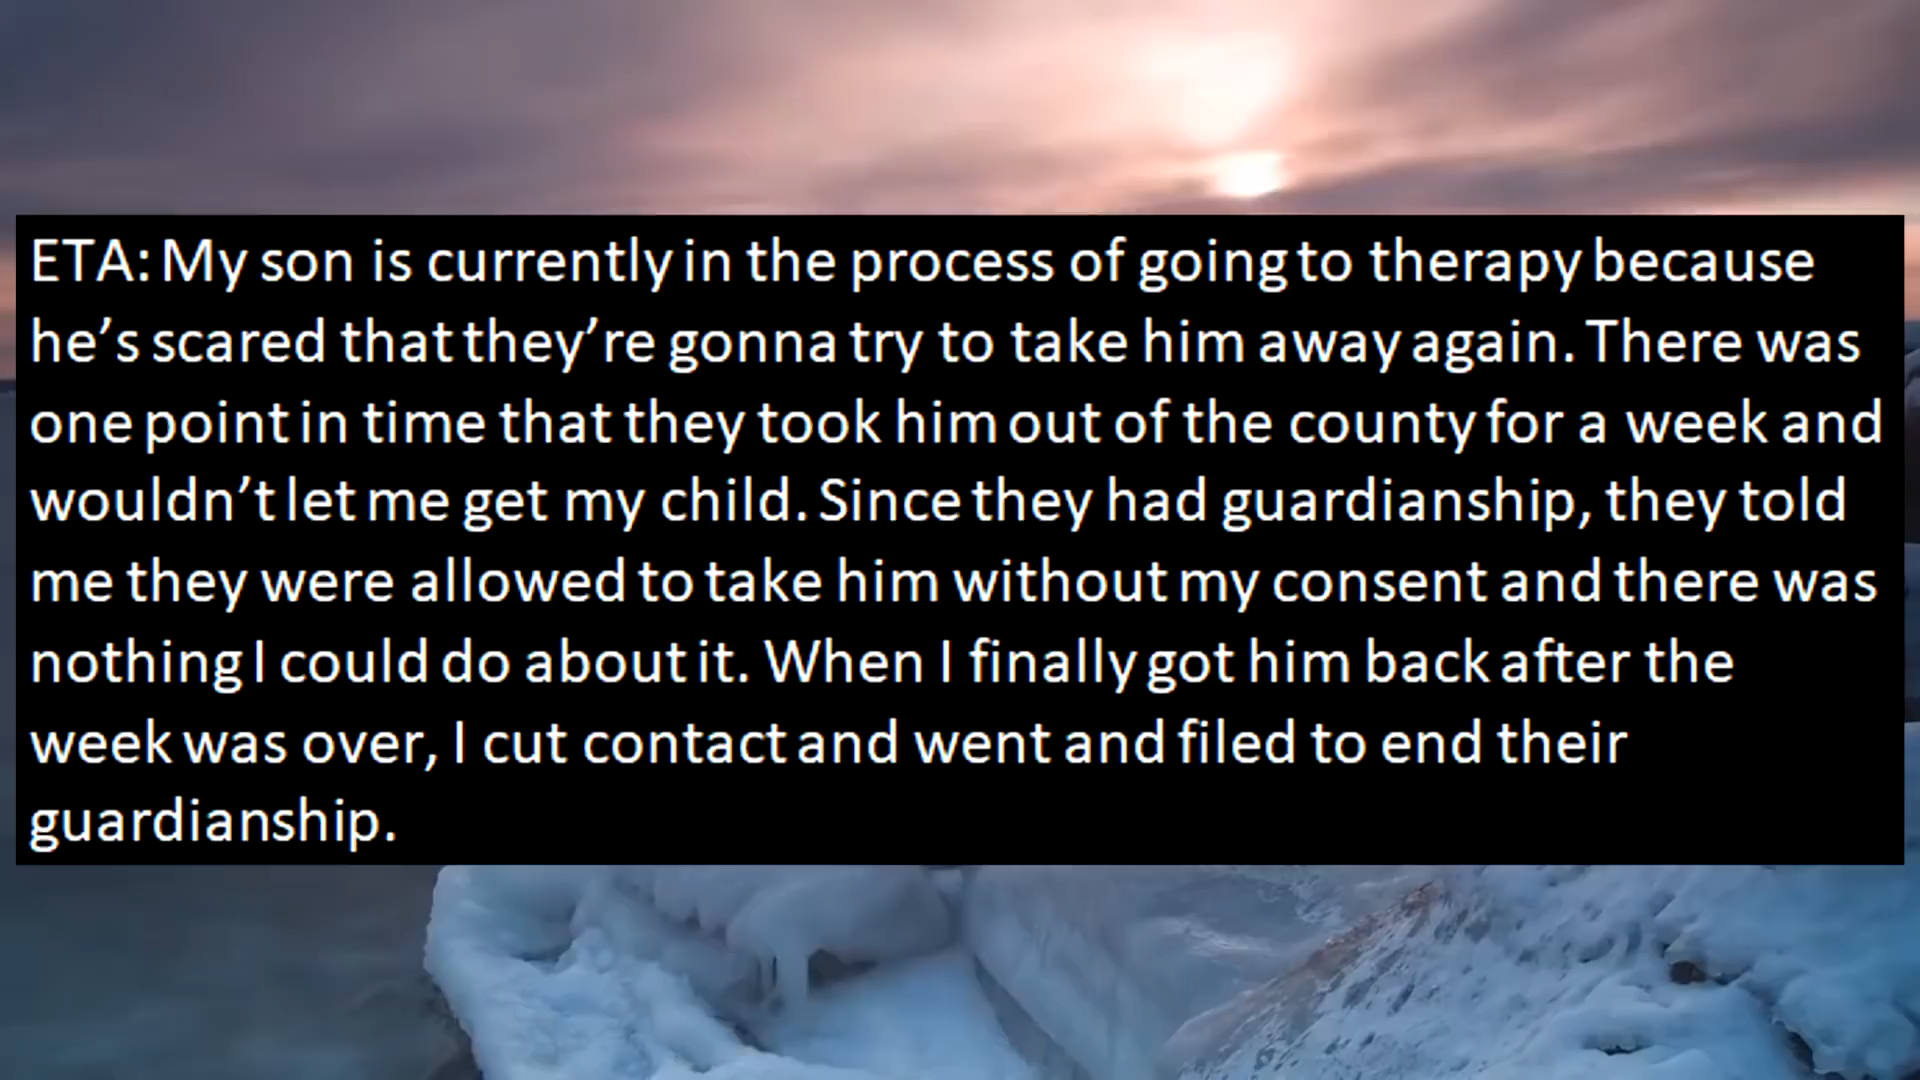 ETA: My son is currently in the process of going to therapy because
he’s scared that they’re gonna try to take him away again. There was
one point in time that they took him out of the county for a week and
wouldn’t let me get my child. Since they had guardianship, they told
me they were allowed to take him without my consent and there was
nothing I could do about it. When I finally got him back after the
week was over, I cut contact and went and filed to end their
guardianship.